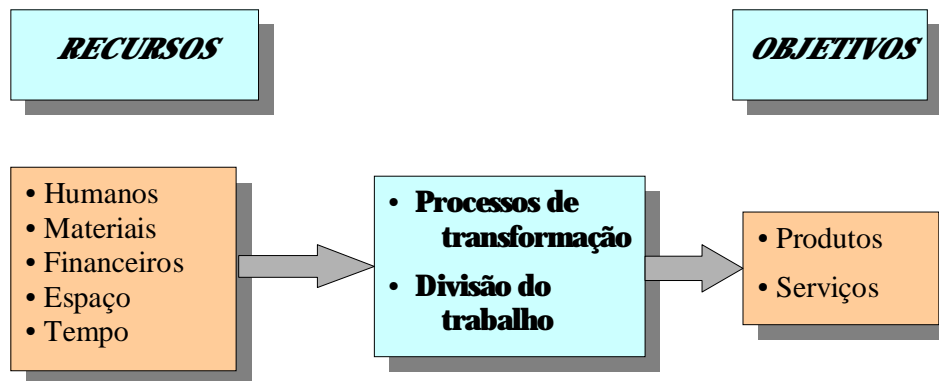 RECURSOS
OBJETIVOS
• Humanos
• Materiais
• Financeiros
• Espaço
• Tempo
• Processos de
transformação
• Divisão do
trabalho
• Produtos
• Serviços